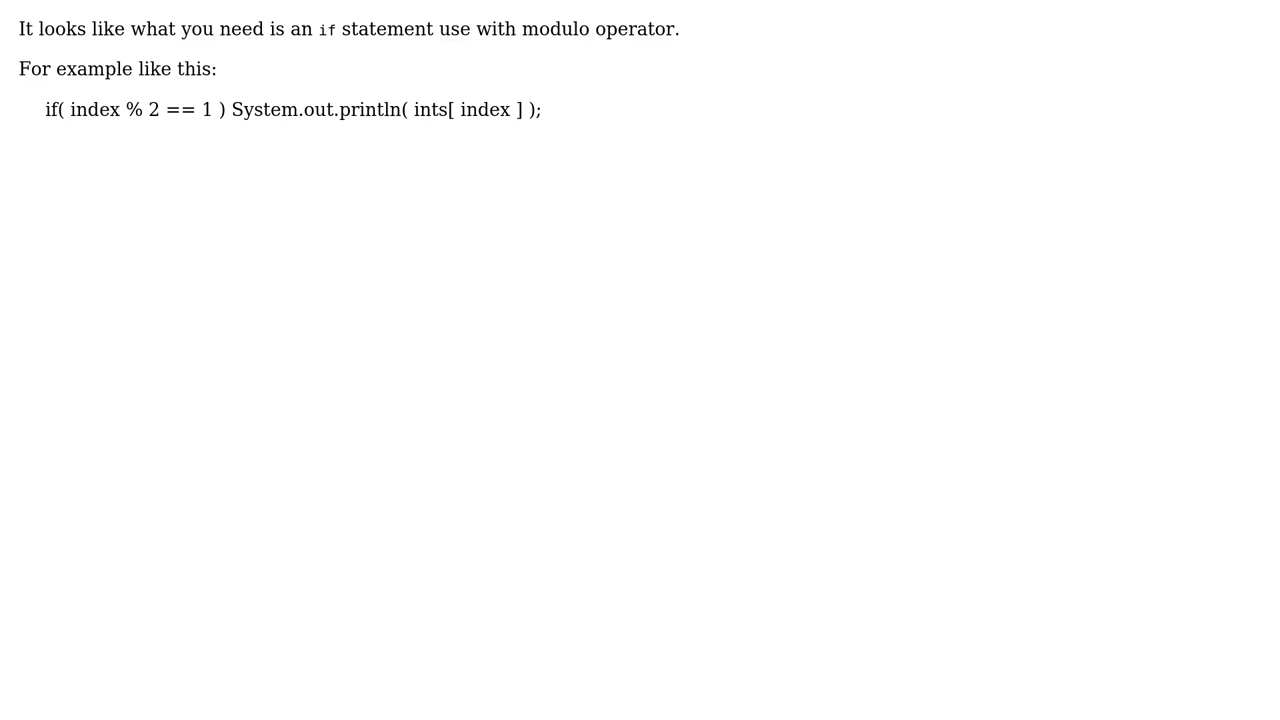 It looks like what you need is an if statement use with modulo operator.
For example like this:
if( index % 2 == 1 ) System.out.println( ints[ index ] );